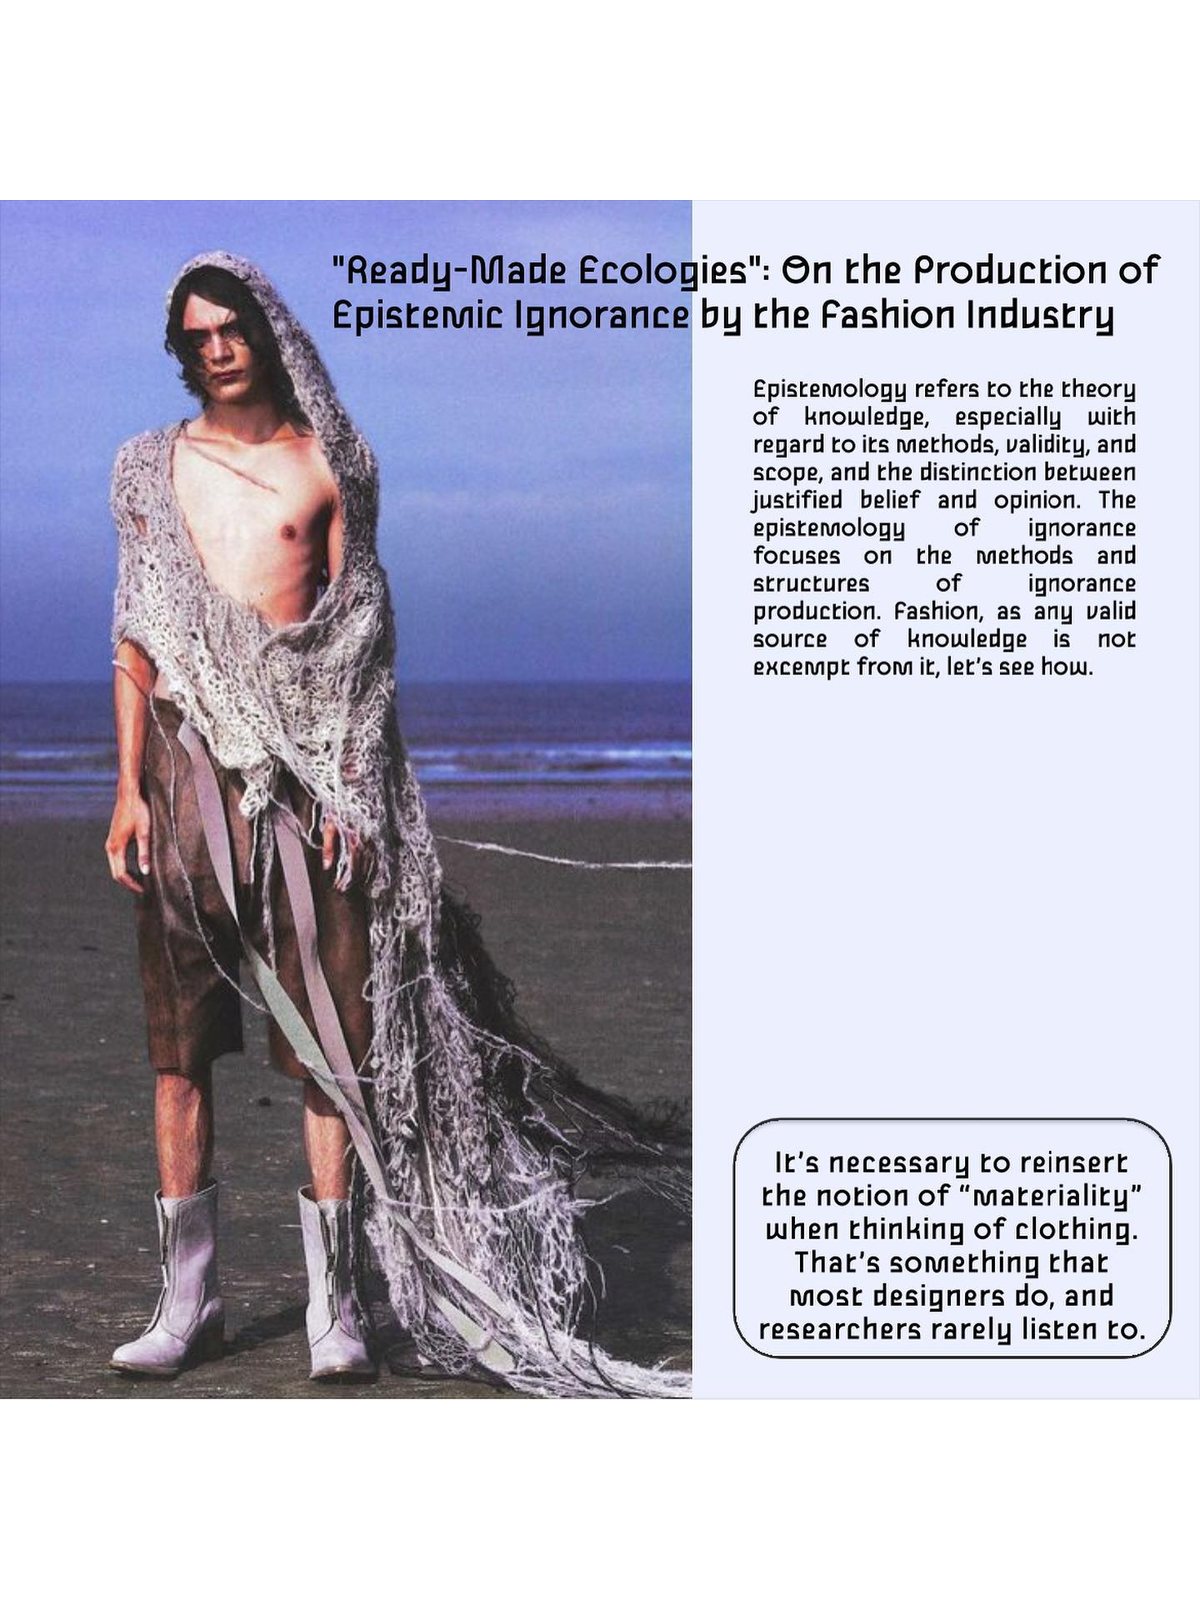 "Ready-Made Ecologies": On the Production of
Epistemic Ignorance by the Fashion Industry
Epistemology refers to the theory
of knowledge, especially with
regard to its methods, validity, and
scope, and the distinction between
justified belief and opinion. The
epistemology of ignorance
focuses on the methods and
structures of ignorance
production. Fashion, as any valid
source of knowledge is not
excempt from it, let's see how.
It's necessary to reinsert
the notion of “materiality”
when thinking of clothing.
That's something that
most designers do, and
researchers rarely listen to.